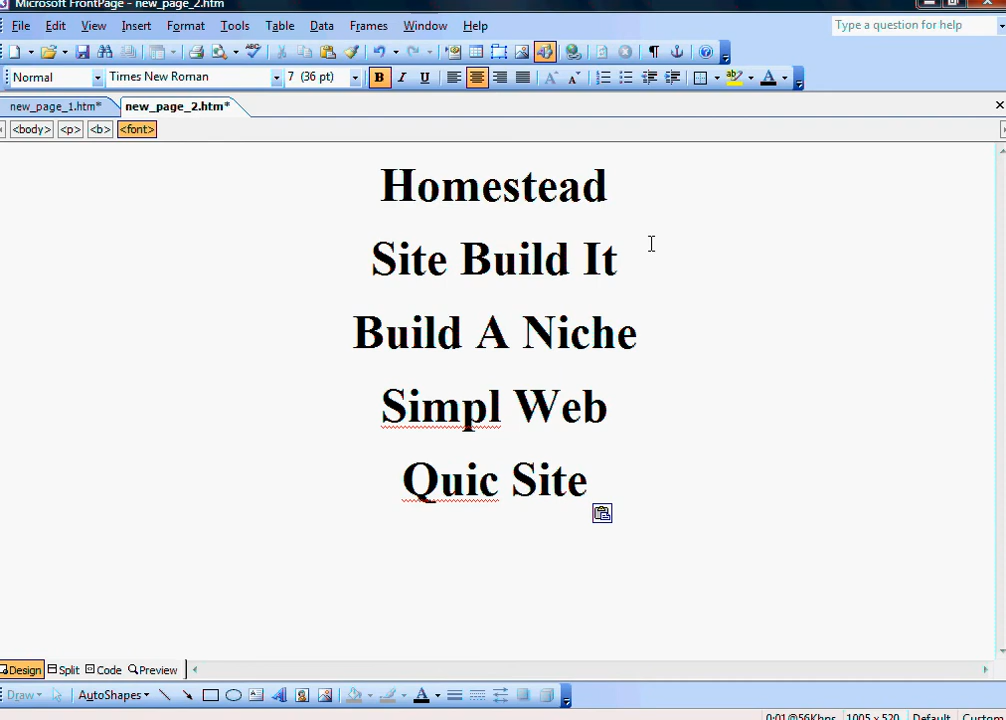 Microsoft FrontPage - new_page_2.htm
File Edit View Insert Format Tools Table Data Frames Window Help
Type a question for help
Normal Times New Roman 7 (36 pt) B I U
new_page_1.htm* new_page_2.htm*
<body> <p> <b> <font>
Homestead
Site Build It
Build A Niche
Simpl Web
Quic Site
Design Split Code Preview
Draw AutoShapes
0:01@56Kbps 1005 x 520 Default Custom